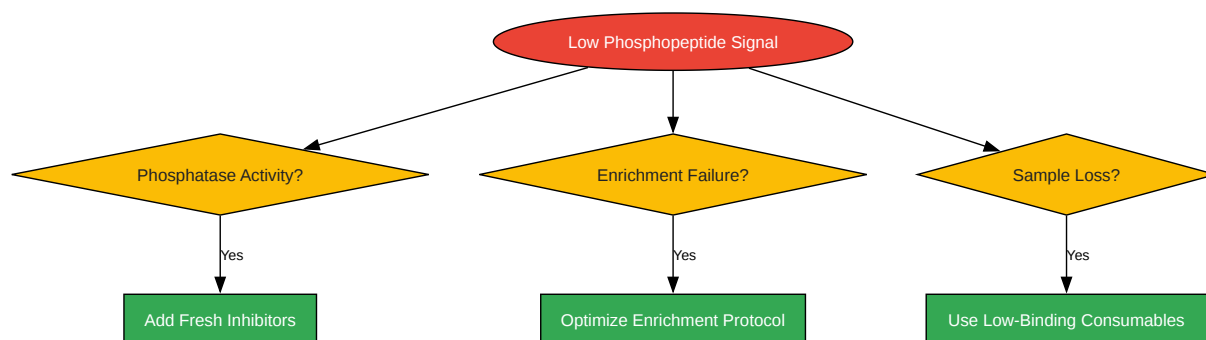 Low Phosphopeptide Signal
Phosphatase Activity?
Enrichment Failure?
Sample Loss?
Yes
Yes
Yes
Add Fresh Inhibitors
Optimize Enrichment Protocol
Use Low-Binding Consumables